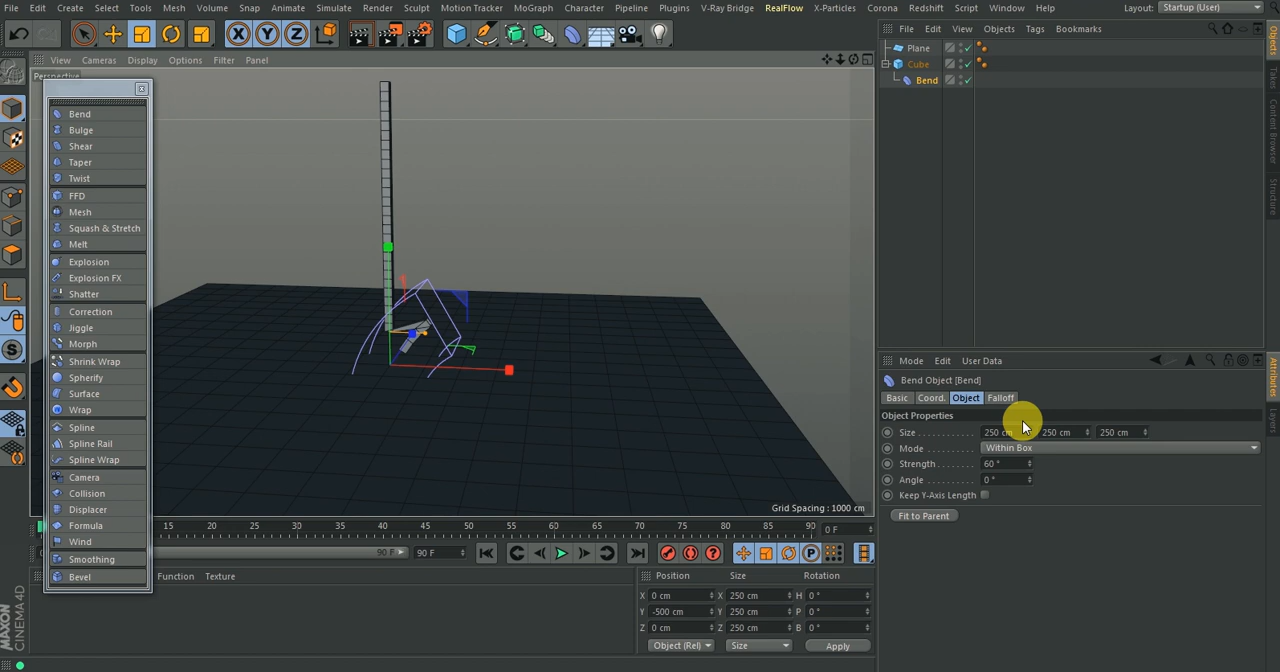 File Edit Create Select Tools Mesh Volume Snap Animate Simulate Render Sculpt Motion Tracker MoGraph Character Pipeline Plugins V-Ray Bridge RealFlow X-Particles Corona Redshift Script Window Help Layout: Startup (User)
X Y Z
View Cameras Display Options Filter Panel
Perspective
Bend
Bulge
Shear
Taper
Twist
FFD
Mesh
Squash & Stretch
Melt
Explosion
Explosion FX
Shatter
Correction
Jiggle
Morph
Shrink Wrap
Spherify
Surface
Wrap
Spline
Spline Rail
Spline Wrap
Camera
Collision
Displacer
Formula
Wind
Smoothing
Bevel
Grid Spacing : 1000 cm
15 20 25 30 35 40 45 50 55 60 65 70 75 80 85 90 0 F
90 F 90 F
Function Texture
Position Size Rotation
X 0 cm X 250 cm H 0 °
Y -500 cm Y 250 cm P 0 °
Z 0 cm Z 250 cm B 0 °
Object (Rel) Size Apply
MAXON
CINEMA 4D
File Edit View Objects Tags Bookmarks
Plane
Cube
Bend
Objects
Takes
Content Browser
Structure
Mode Edit User Data
Bend Object [Bend]
Basic Coord. Object Falloff
Object Properties
Size 250 cm 250 cm 250 cm
Mode Within Box
Strength 60 °
Angle 0 °
Keep Y-Axis Length
Fit to Parent
Attributes
Layers